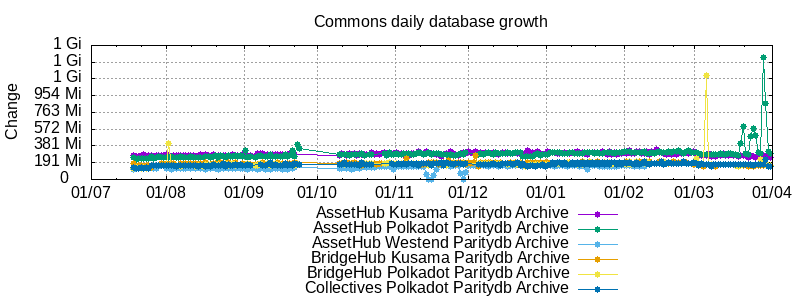 Commons daily database growth
Change
1 Gi
1 Gi
1 Gi
954 Mi
763 Mi
572 Mi
381 Mi
191 Mi
0
01/07 01/08 01/09 01/10 01/11 01/12 01/01 01/02 01/03 01/04
AssetHub Kusama Paritydb Archive
AssetHub Polkadot Paritydb Archive
AssetHub Westend Paritydb Archive
BridgeHub Kusama Paritydb Archive
BridgeHub Polkadot Paritydb Archive
Collectives Polkadot Paritydb Archive